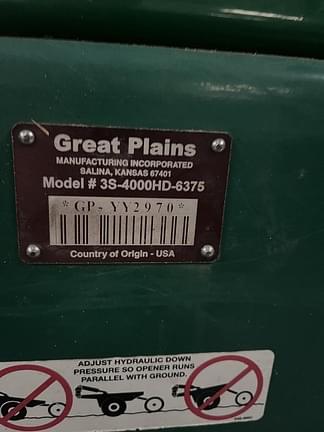 Great Plains
MANUFACTURING INCORPORATED
SALINA, KANSAS 67401
Model # 3S-4000HD-6375
*GP-YY2970*
Country of Origin - USA
ADJUST HYDRAULIC DOWN
PRESSURE SO OPENER RUNS
PARALLEL WITH GROUND.